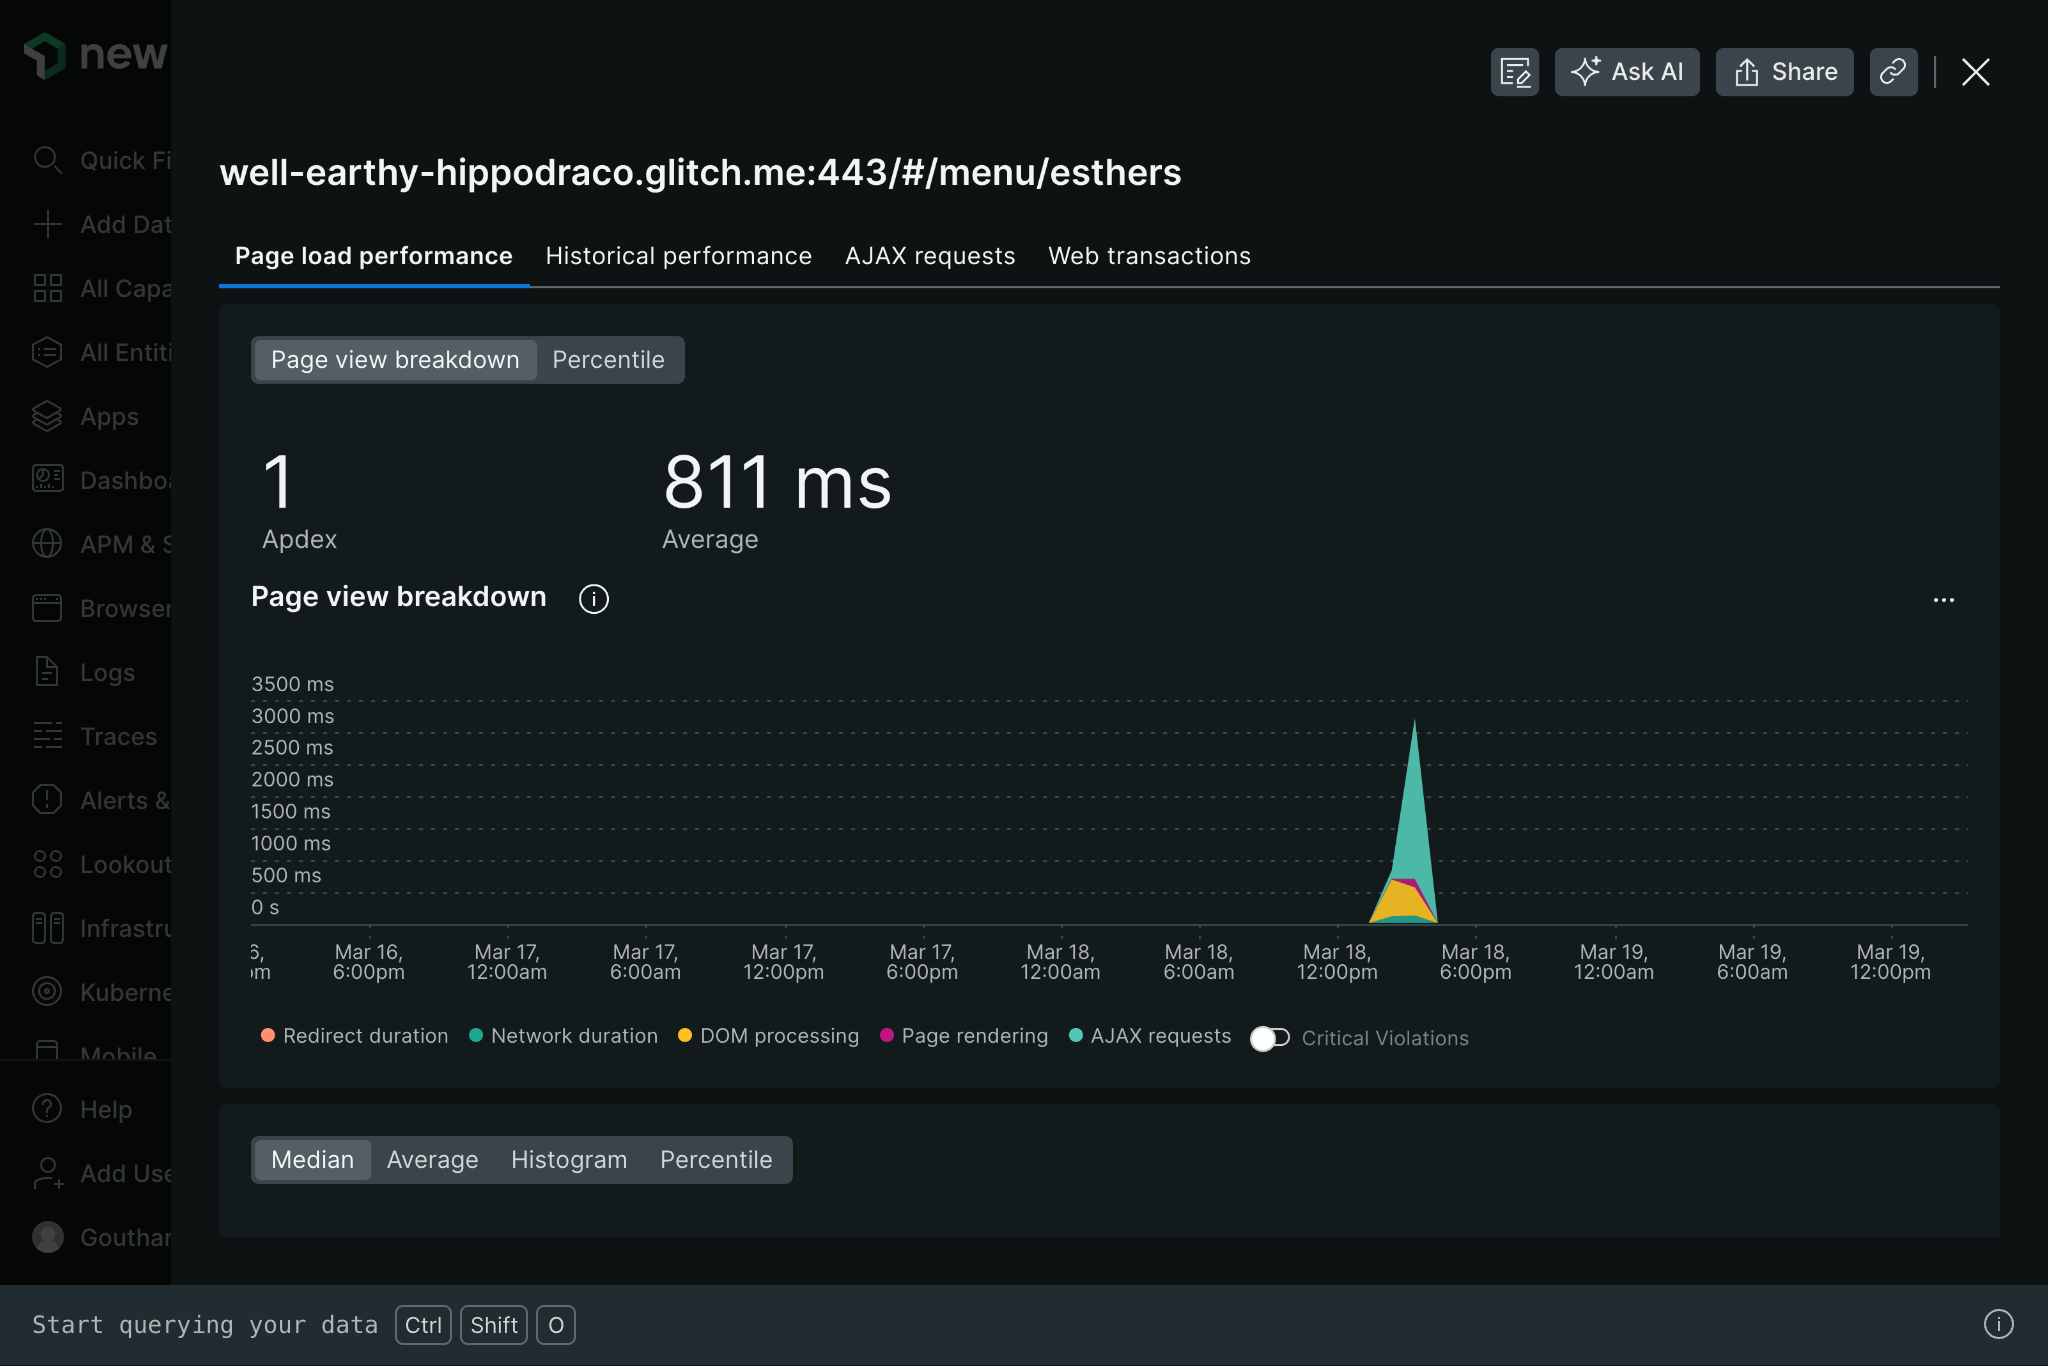 new
Ask AI
Share
Quick Fi
Add Dat
All Capa
All Entiti
Apps
Dashboa
APM & S
Browser
Logs
Traces
Alerts &
Lookout
Infrastru
Kuberne
Mobile
Help
Add Use
Gouthar
well-earthy-hippodraco.glitch.me:443/#/menu/esthers
Page load performance Historical performance AJAX requests Web transactions
Page view breakdown Percentile
1 811 ms
Apdex Average
Page view breakdown
3500 ms
3000 ms
2500 ms
2000 ms
1500 ms
1000 ms
500 ms
0 s
6, Mar 16, Mar 17, Mar 17, Mar 17, Mar 17, Mar 18, Mar 18, Mar 18, Mar 18, Mar 19, Mar 19, Mar 19,
pm 6:00pm 12:00am 6:00am 12:00pm 6:00pm 12:00am 6:00am 12:00pm 6:00pm 12:00am 6:00am 12:00pm
Redirect duration Network duration DOM processing Page rendering AJAX requests Critical Violations
Median Average Histogram Percentile
Start querying your data Ctrl Shift O